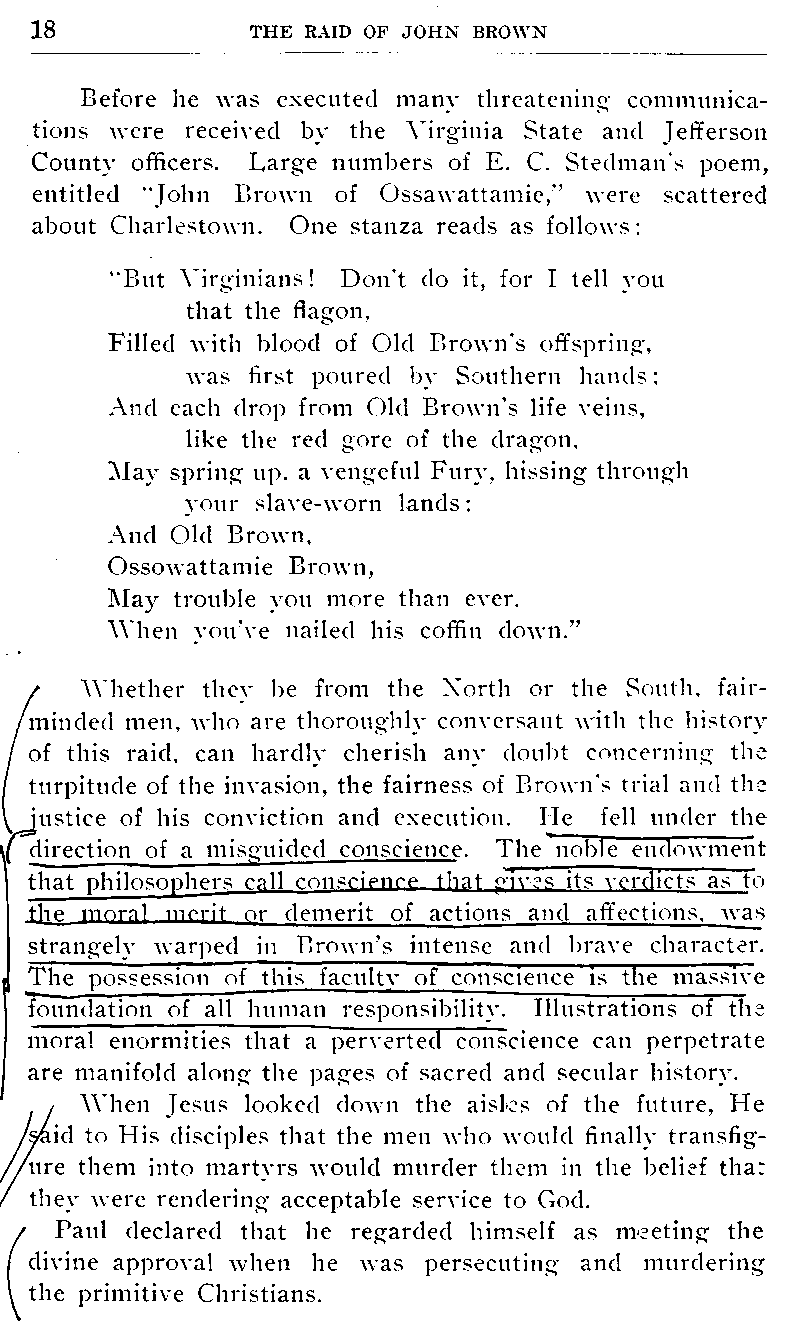 18 THE RAID OF JOHN BROWN
Before he was executed many threatening communica-
tions were received by the Virginia State and Jefferson
County officers. Large numbers of E. C. Stedman's poem,
entitled "John Brown of Ossawattamie," were scattered
about Charlestown. One stanza reads as follows:
"But Virginians! Don't do it, for I tell you
that the flagon,
Filled with blood of Old Brown's offspring,
was first poured by Southern hands;
And each drop from Old Brown's life veins,
like the red gore of the dragon,
May spring up, a vengeful Fury, hissing through
your slave-worn lands;
And Old Brown,
Ossowattamie Brown,
May trouble you more than ever,
When you've nailed his coffin down."
Whether they be from the North or the South, fair-
minded men, who are thoroughly conversant with the history
of this raid, can hardly cherish any doubt concerning the
turpitude of the invasion, the fairness of Brown's trial and the
justice of his conviction and execution. He fell under the
direction of a misguided conscience. The noble endowment
that philosophers call conscience that gives its verdicts as to
the moral merit or demerit of actions and affections, was
strangely warped in Brown's intense and brave character.
The possession of this faculty of conscience is the massive
foundation of all human responsibility. Illustrations of the
moral enormities that a perverted conscience can perpetrate
are manifold along the pages of sacred and secular history.
When Jesus looked down the aisles of the future, He
said to His disciples that the men who would finally transfig-
ure them into martyrs would murder them in the belief that
they were rendering acceptable service to God.
Paul declared that he regarded himself as meeting the
divine approval when he was persecuting and murdering
the primitive Christians.